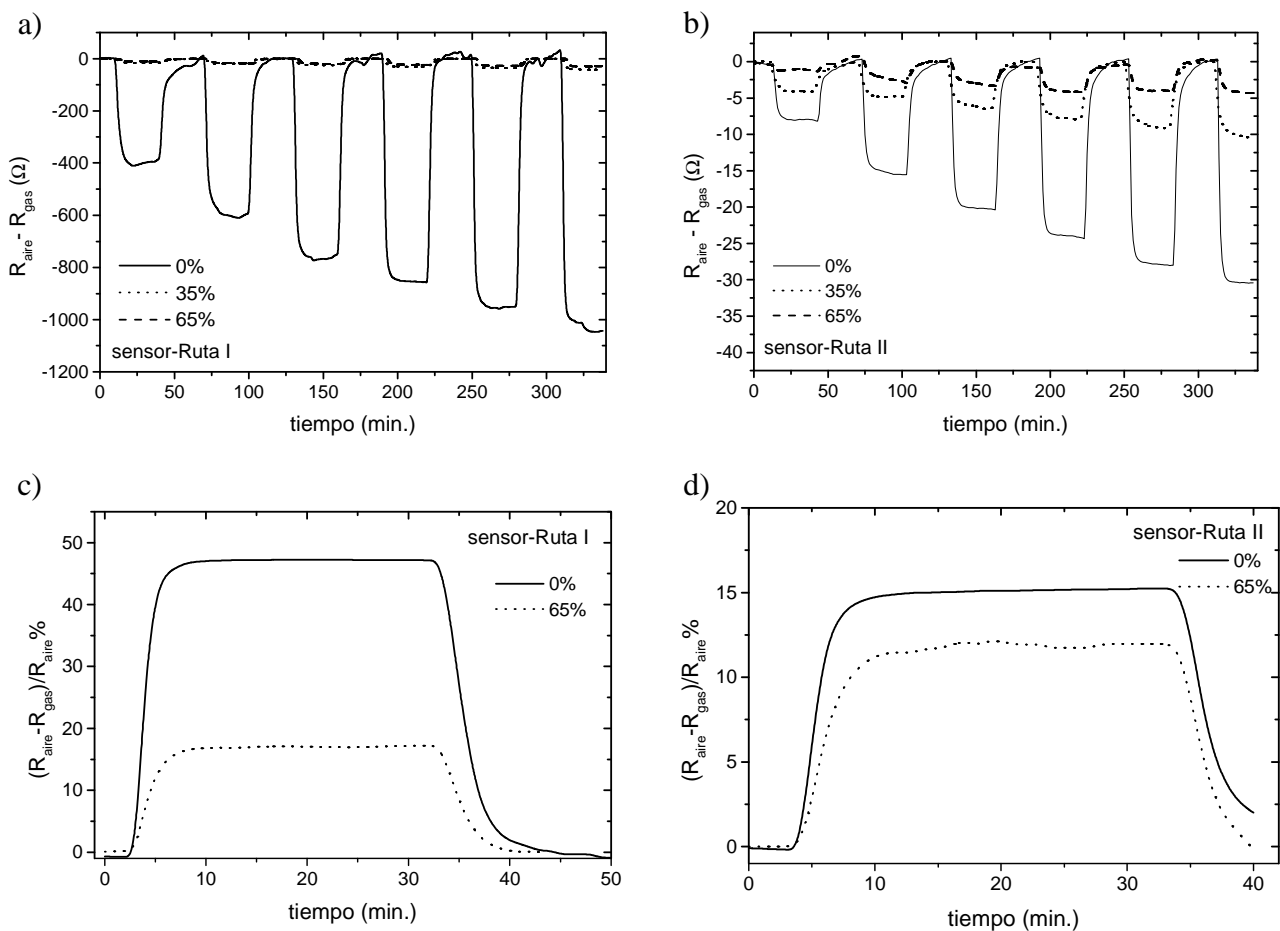 a)
0
-200
-400
-600
-800
-1000
-1200
0 50 100 150 200 250 300
R_aire - R_gas (Ω)
0%
35%
65%
sensor-Ruta I
tiempo (min.)
b)
0
-5
-10
-15
-20
-25
-30
-35
-40
0 50 100 150 200 250 300
R_aire - R_gas (Ω)
0%
35%
65%
sensor-Ruta II
tiempo (min.)
c)
50
40
30
20
10
0
0 10 20 30 40 50
(R_aire-R_gas)/R_aire%
sensor-Ruta I
0%
65%
tiempo (min.)
d)
20
15
10
5
0
0 10 20 30 40
(R_aire-R_gas)/R_aire%
sensor-Ruta II
0%
65%
tiempo (min.)